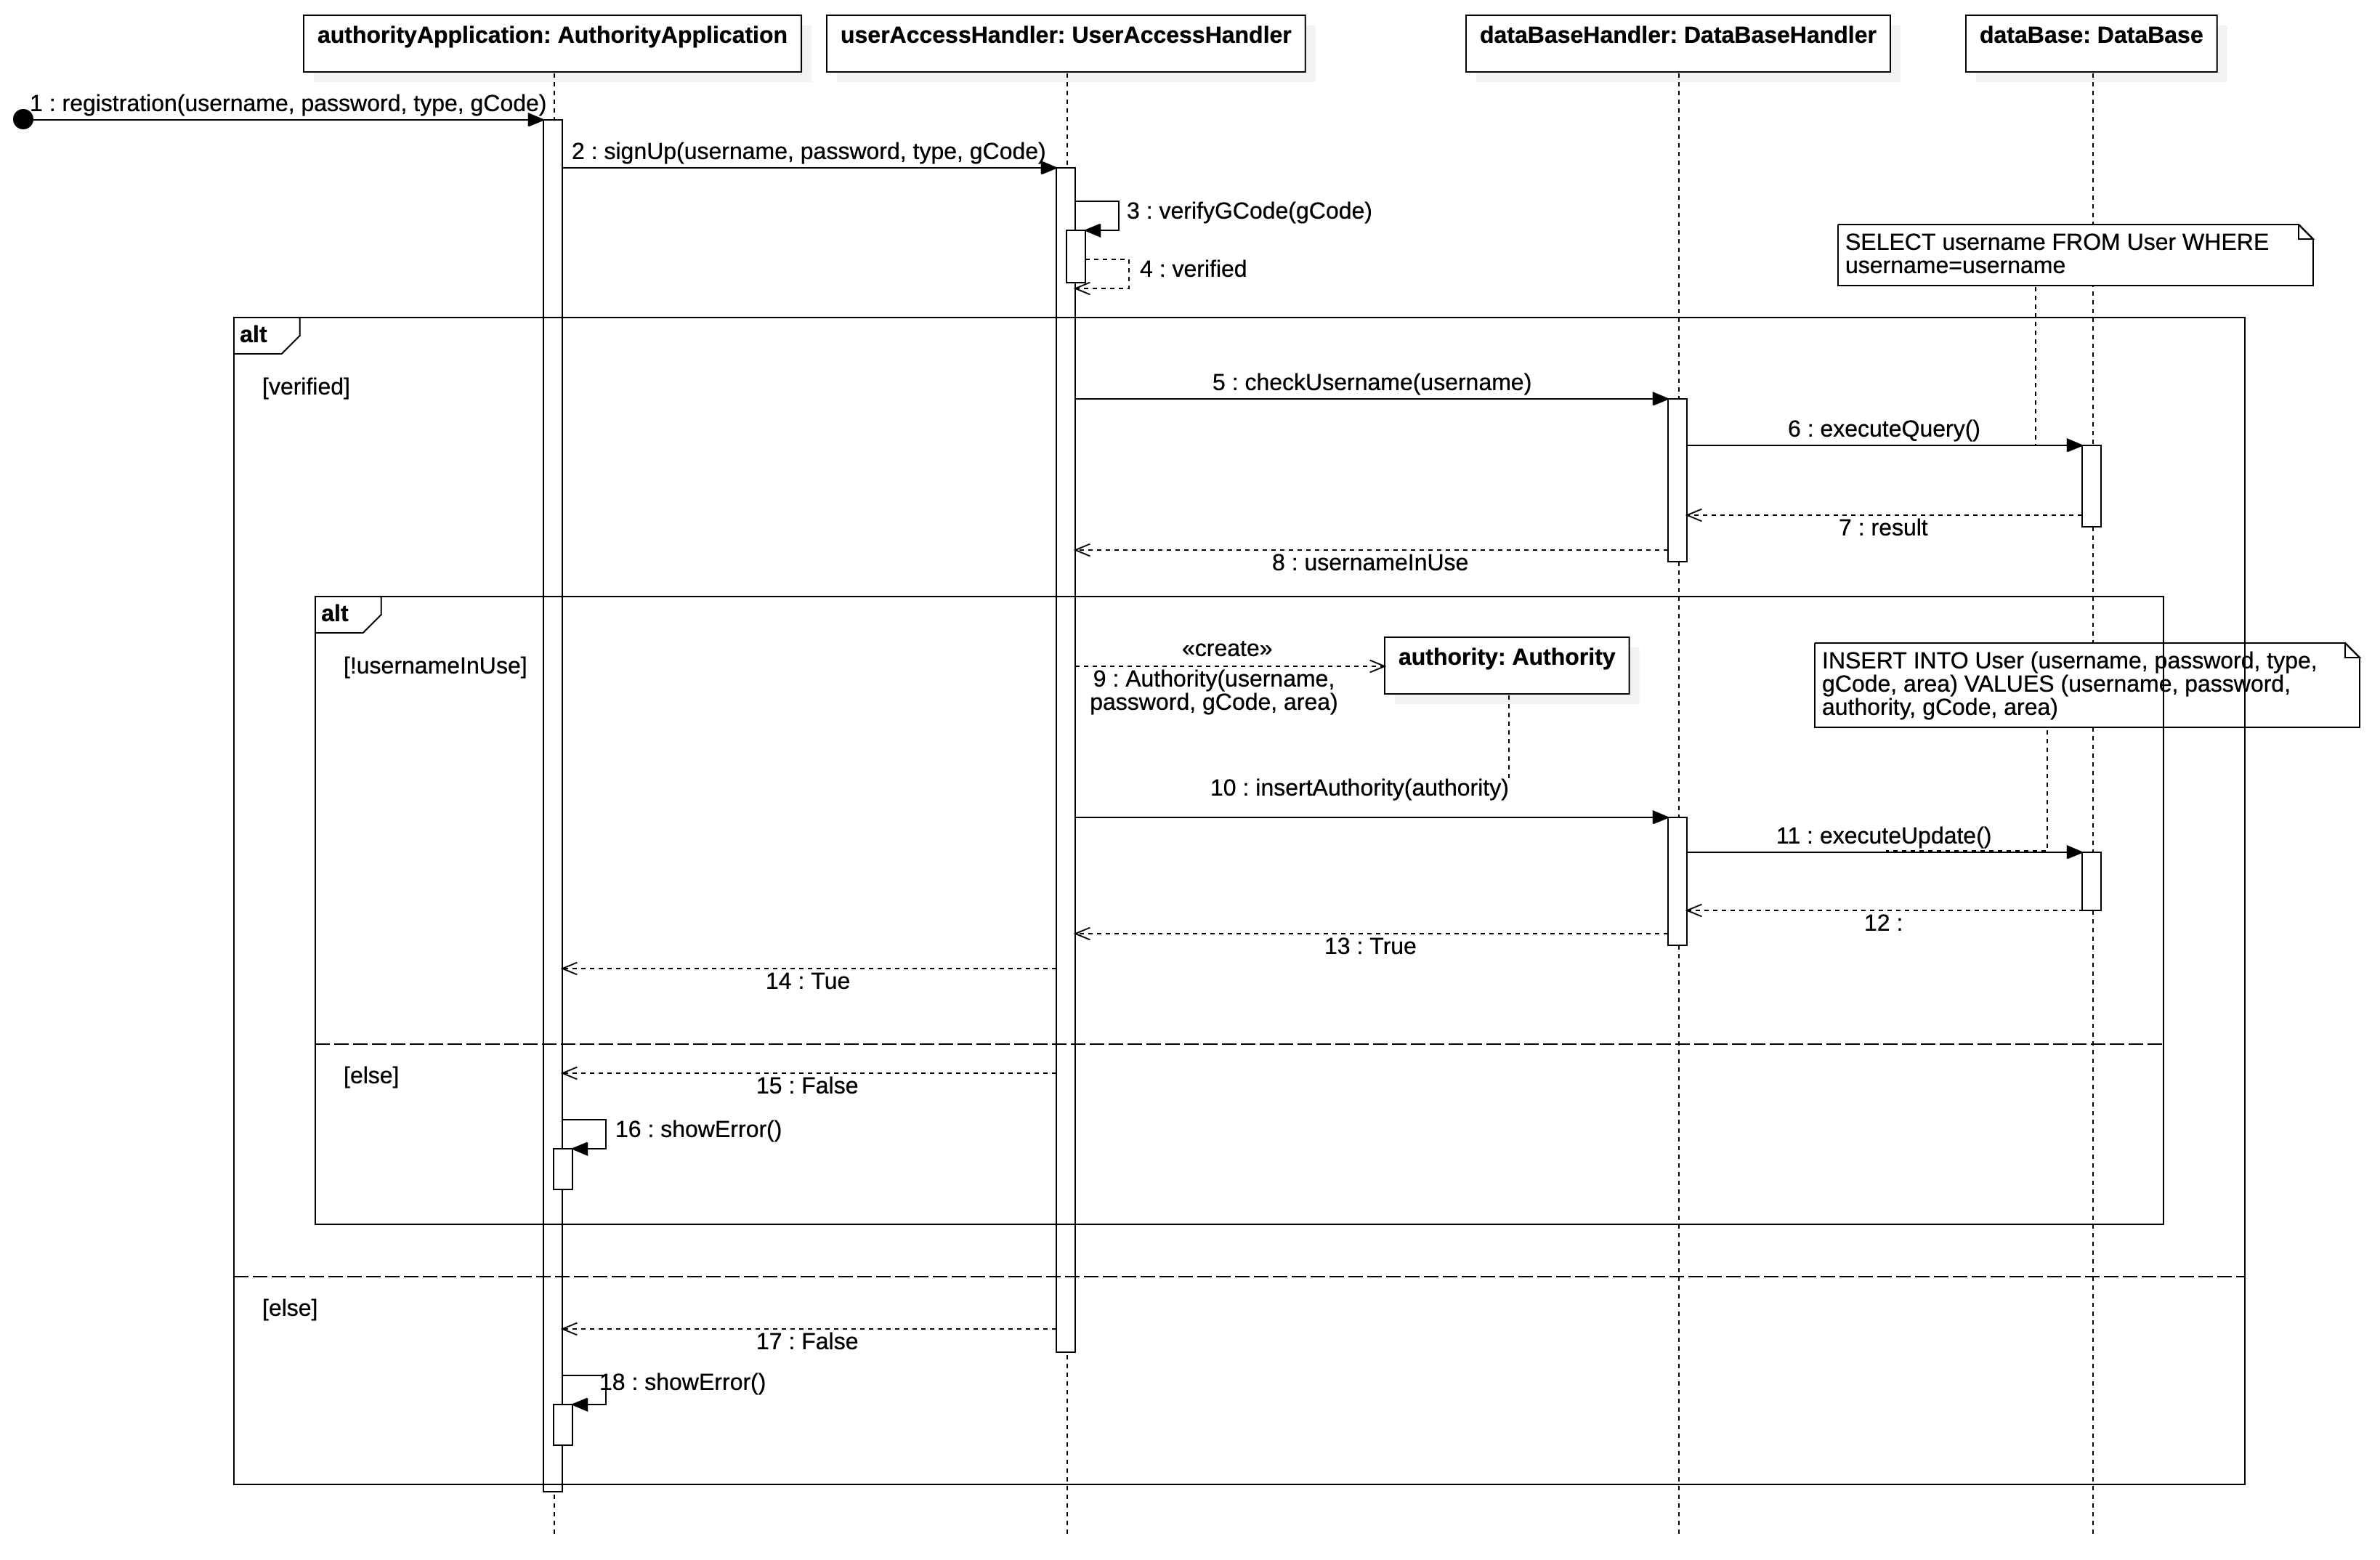 authorityApplication: AuthorityApplication
userAccessHandler: UserAccessHandler
dataBaseHandler: DataBaseHandler
dataBase: DataBase
1 : registration(username, password, type, gCode)
2 : signUp(username, password, type, gCode)
3 : verifyGCode(gCode)
4 : verified
SELECT username FROM User WHERE
username=username
alt
[verified]
5 : checkUsername(username)
6 : executeQuery()
7 : result
8 : usernameInUse
alt
[!usernameInUse]
«create»
9 : Authority(username,
password, gCode, area)
authority: Authority
INSERT INTO User (username, password, type,
gCode, area) VALUES (username, password,
authority, gCode, area)
10 : insertAuthority(authority)
11 : executeUpdate()
12 :
13 : True
14 : Tue
[else]
15 : False
16 : showError()
[else]
17 : False
18 : showError()